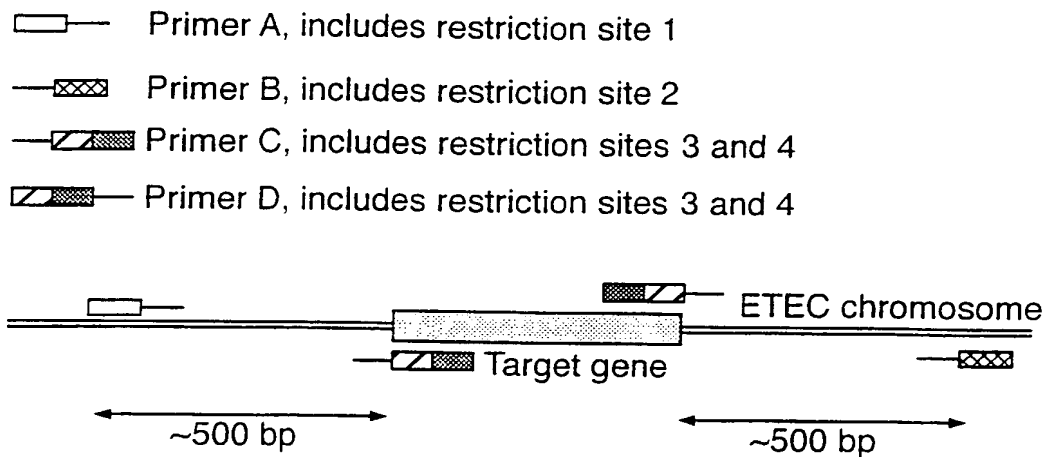 Primer A, includes restriction site 1
Primer B, includes restriction site 2
Primer C, includes restriction sites 3 and 4
Primer D, includes restriction sites 3 and 4
ETEC chromosome
Target gene
~500 bp
~500 bp